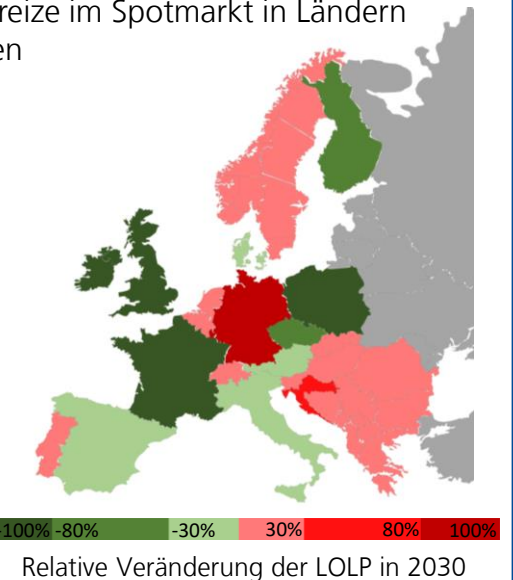 reize im Spotmarkt in Ländern
en
-100% -80% -30% 30% 80% 100%
Relative Veränderung der LOLP in 2030